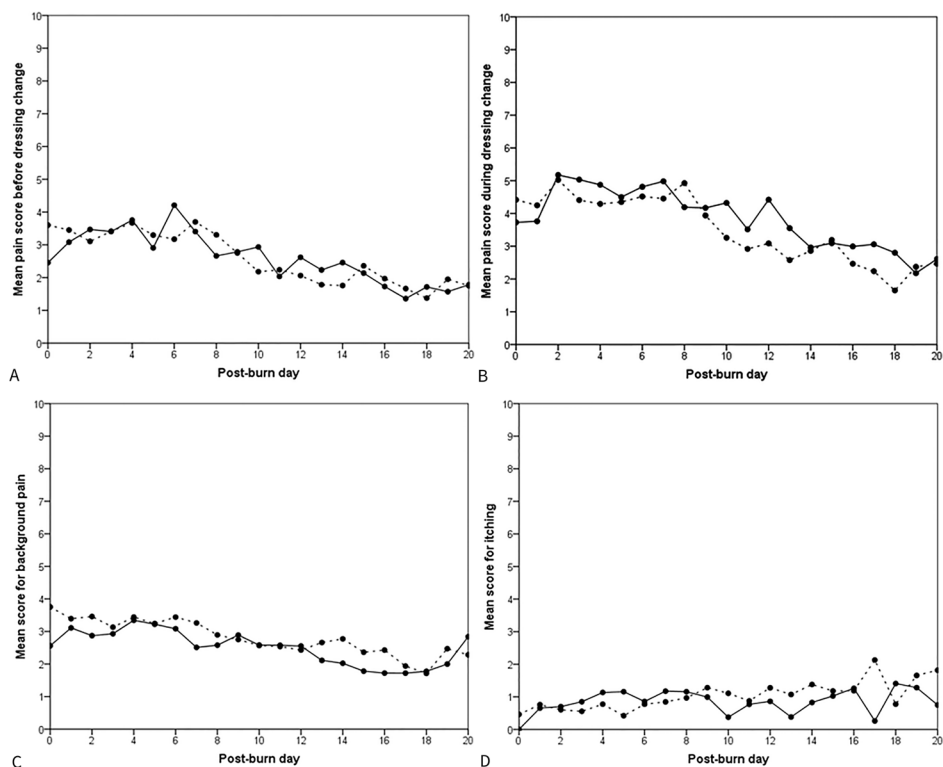 Mean pain score before dressing change
10
9
8
7
6
5
4
3
2
1
0
0 2 4 6 8 10 12 14 16 18 20
Post-burn day
A
Mean pain score during dressing change
10
9
8
7
6
5
4
3
2
1
0
0 2 4 6 8 10 12 14 16 18 20
Post-burn day
B
Mean score for background pain
10
9
8
7
6
5
4
3
2
1
0
0 2 4 6 8 10 12 14 16 18 20
Post-burn day
C
Mean score for itching
10
9
8
7
6
5
4
3
2
1
0
0 2 4 6 8 10 12 14 16 18 20
Post-burn day
D